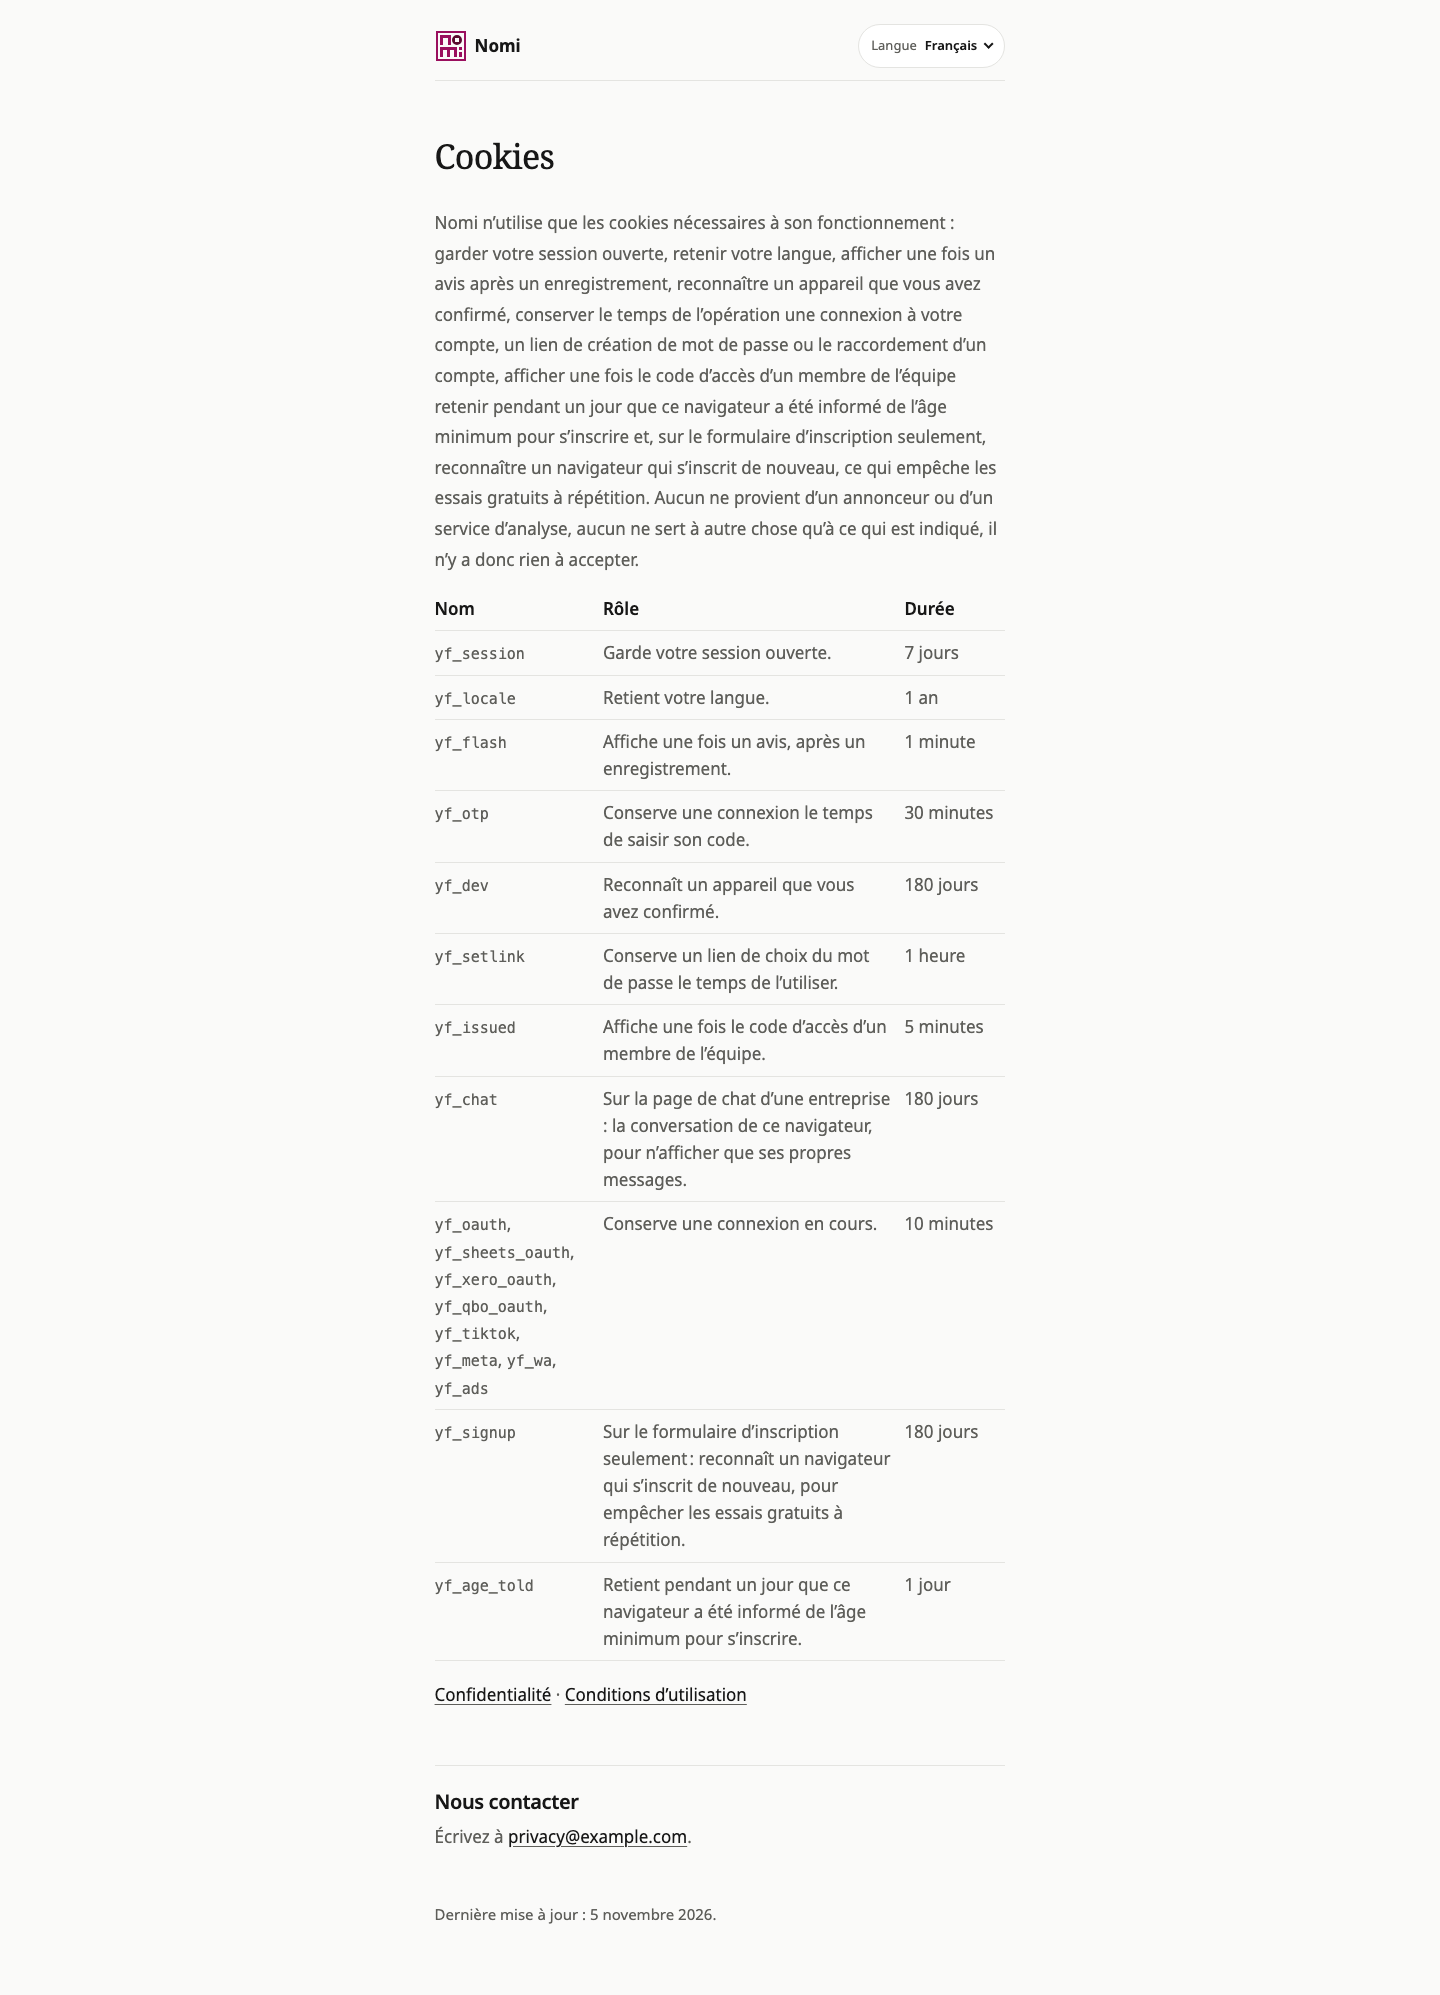 nomi Nomi
Langue Français
Cookies
Nomi n’utilise que les cookies nécessaires à son fonctionnement :
garder votre session ouverte, retenir votre langue, afficher une fois un
avis après un enregistrement, reconnaître un appareil que vous avez
confirmé, conserver le temps de l’opération une connexion à votre
compte, un lien de création de mot de passe ou le raccordement d’un
compte, afficher une fois le code d’accès d’un membre de l’équipe
retenir pendant un jour que ce navigateur a été informé de l’âge
minimum pour s’inscrire et, sur le formulaire d’inscription seulement,
reconnaître un navigateur qui s’inscrit de nouveau, ce qui empêche les
essais gratuits à répétition. Aucun ne provient d’un annonceur ou d’un
service d’analyse, aucun ne sert à autre chose qu’à ce qui est indiqué, il
n’y a donc rien à accepter.
Nom Rôle Durée
yf_session Garde votre session ouverte. 7 jours
yf_locale Retient votre langue. 1 an
yf_flash Affiche une fois un avis, après un 1 minute
enregistrement.
yf_otp Conserve une connexion le temps 30 minutes
de saisir son code.
yf_dev Reconnaît un appareil que vous 180 jours
avez confirmé.
yf_setlink Conserve un lien de choix du mot 1 heure
de passe le temps de l’utiliser.
yf_issued Affiche une fois le code d’accès d’un 5 minutes
membre de l’équipe.
yf_chat Sur la page de chat d’une entreprise 180 jours
: la conversation de ce navigateur,
pour n’afficher que ses propres
messages.
yf_oauth, Conserve une connexion en cours. 10 minutes
yf_sheets_oauth,
yf_xero_oauth,
yf_qbo_oauth,
yf_tiktok,
yf_meta, yf_wa,
yf_ads
yf_signup Sur le formulaire d’inscription 180 jours
seulement : reconnaît un navigateur
qui s’inscrit de nouveau, pour
empêcher les essais gratuits à
répétition.
yf_age_told Retient pendant un jour que ce 1 jour
navigateur a été informé de l’âge
minimum pour s’inscrire.
Confidentialité · Conditions d’utilisation
Nous contacter
Écrivez à privacy@example.com.
Dernière mise à jour : 5 novembre 2026.